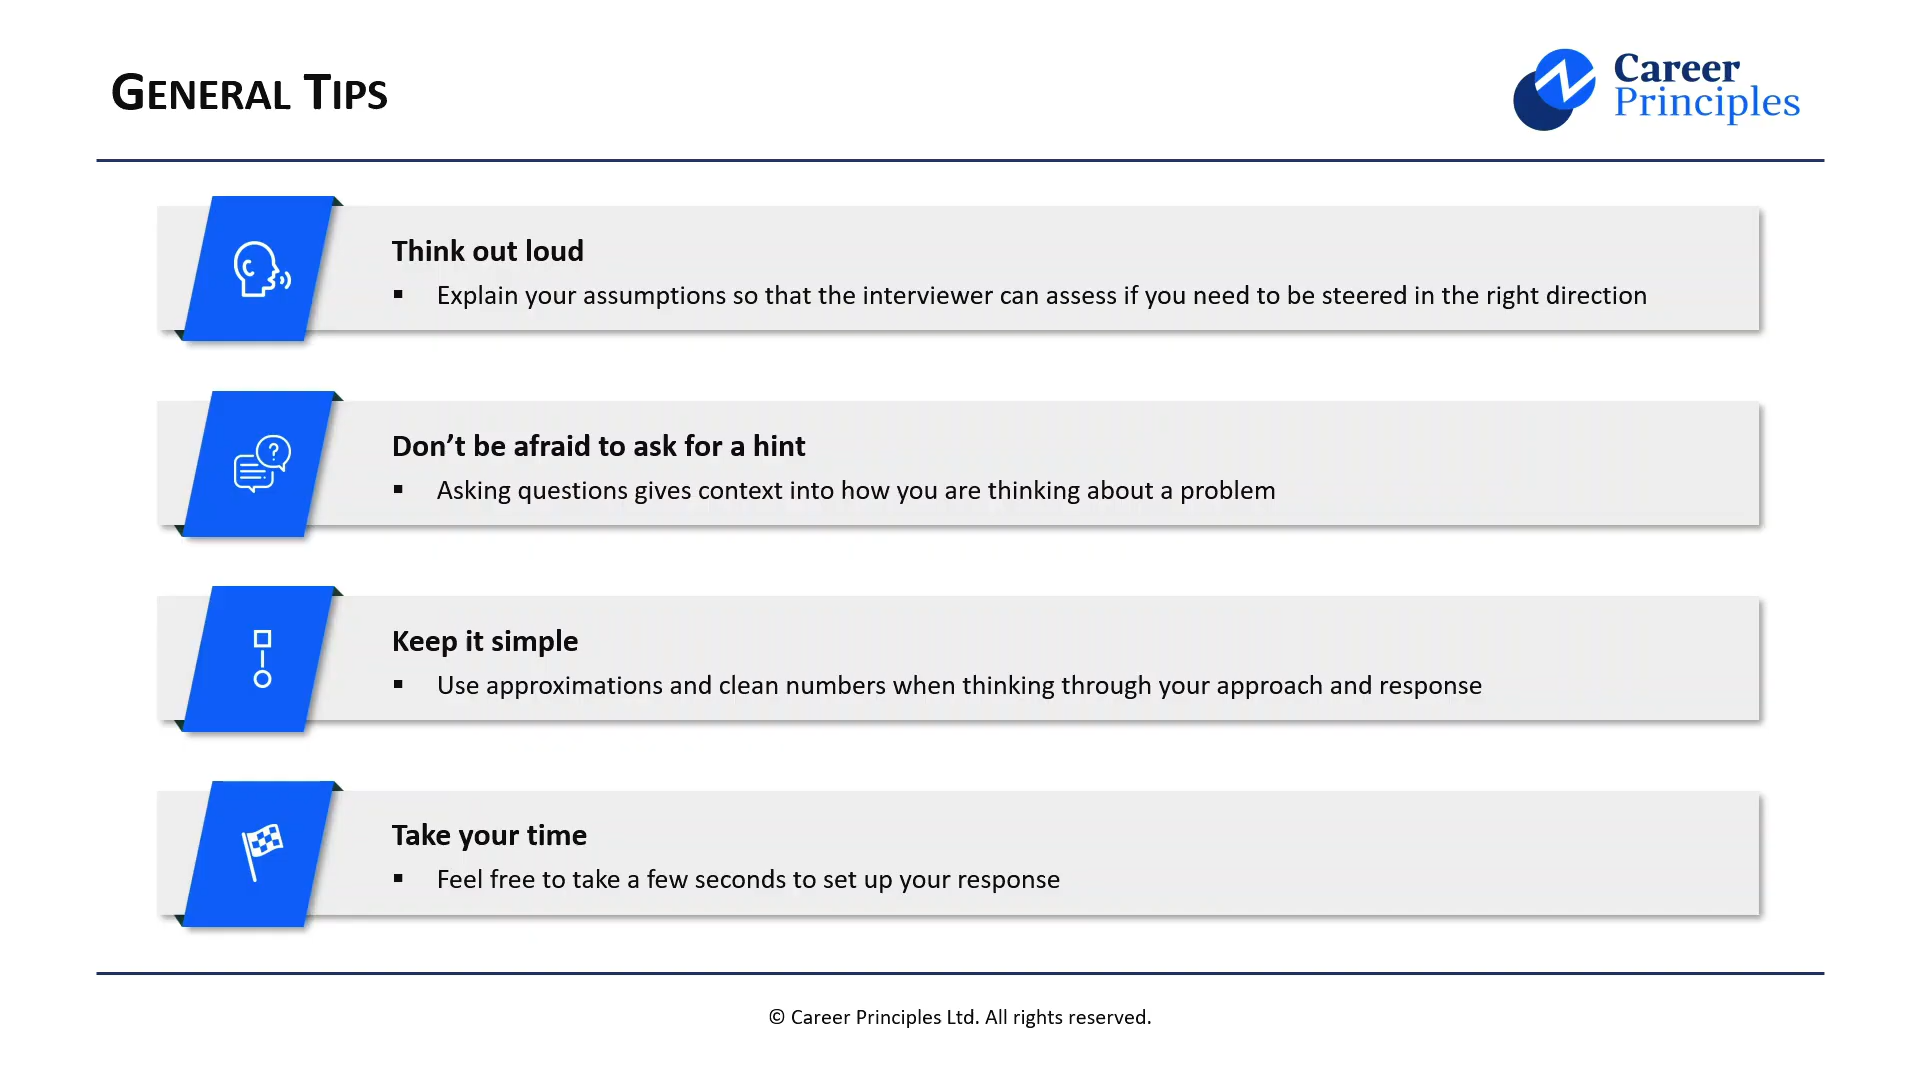 GENERAL TIPS
Career
Principles
Think out loud
▪ Explain your assumptions so that the interviewer can assess if you need to be steered in the right direction
Don’t be afraid to ask for a hint
▪ Asking questions gives context into how you are thinking about a problem
Keep it simple
▪ Use approximations and clean numbers when thinking through your approach and response
Take your time
▪ Feel free to take a few seconds to set up your response
© Career Principles Ltd. All rights reserved.